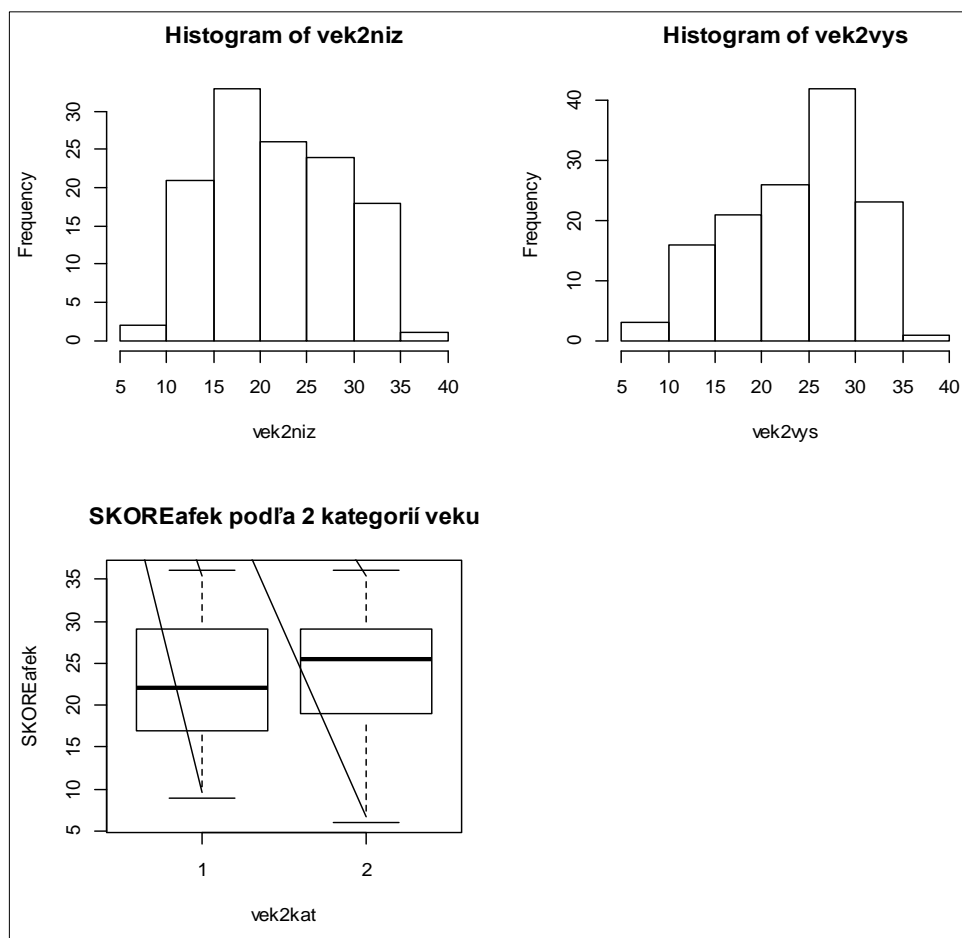 Histogram of vek2niz
Frequency
0 5 10 15 20 25 30
5 10 15 20 25 30 35 40
vek2niz
Histogram of vek2vys
Frequency
0 10 20 30 40
5 10 15 20 25 30 35 40
vek2vys
SKOREafek podľa 2 kategorií veku
SKOREafek
5 10 15 20 25 30 35
1 2
vek2kat